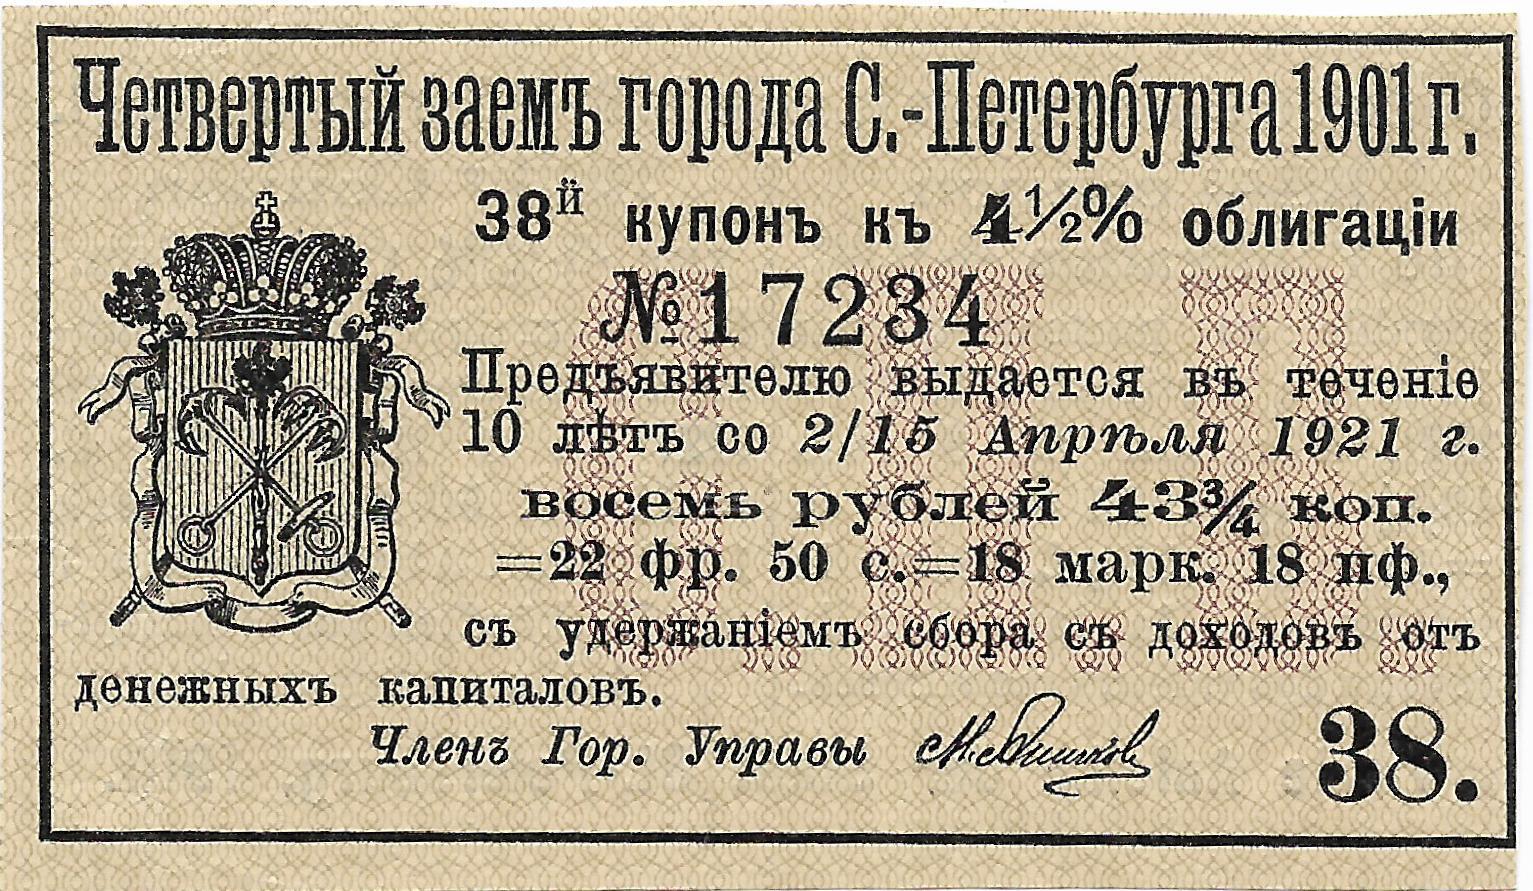 Четвертый заемъ города С.-Петербурга 1901 г.
38й купонъ къ 4½% облигаціи
№ 17234
Предъявителю выдается въ теченіе
10 лѣтъ со 2/15 Апрѣля 1921 г.
восемь рублей 43¾ коп.
=22 фр. 50 с.=18 марк. 18 пф.,
съ удержаніемъ сбора съ доходовъ отъ
денежныхъ капиталовъ.
Членъ Гор. Управы
38.